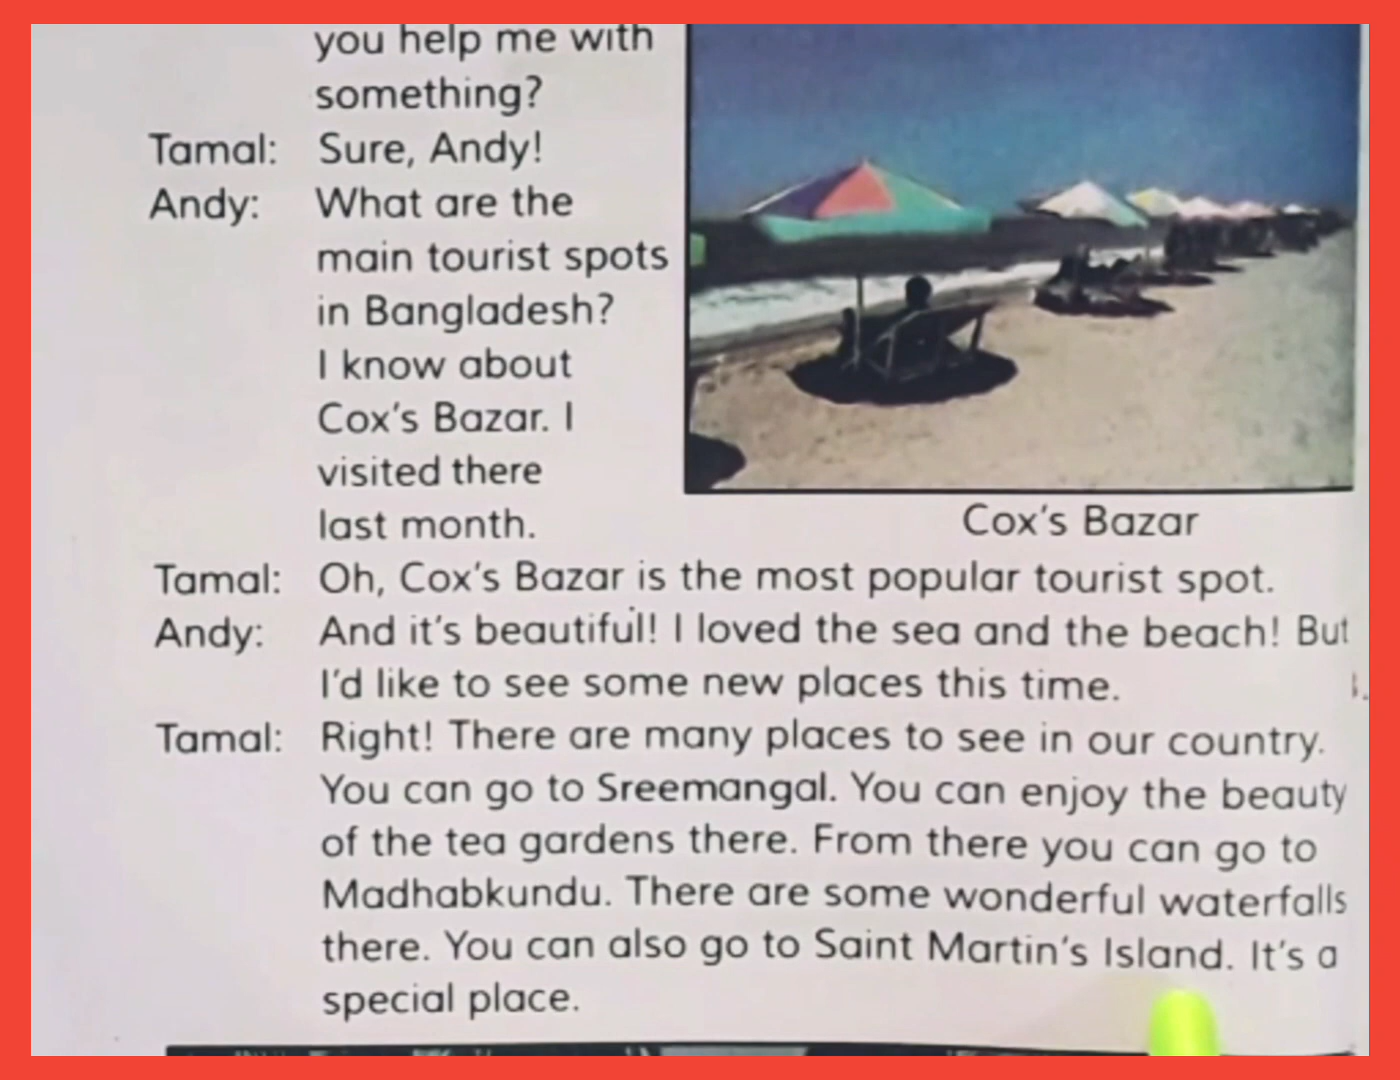 you help me with
something?
Tamal: Sure, Andy!
Andy: What are the
main tourist spots
in Bangladesh?
I know about
Cox's Bazar. I
visited there
last month.
Cox's Bazar
Tamal: Oh, Cox's Bazar is the most popular tourist spot.
Andy: And it's beautiful! I loved the sea and the beach! But
I'd like to see some new places this time.
Tamal: Right! There are many places to see in our country.
You can go to Sreemangal. You can enjoy the beauty
of the tea gardens there. From there you can go to
Madhabkundu. There are some wonderful waterfalls
there. You can also go to Saint Martin's Island. It's a
special place.